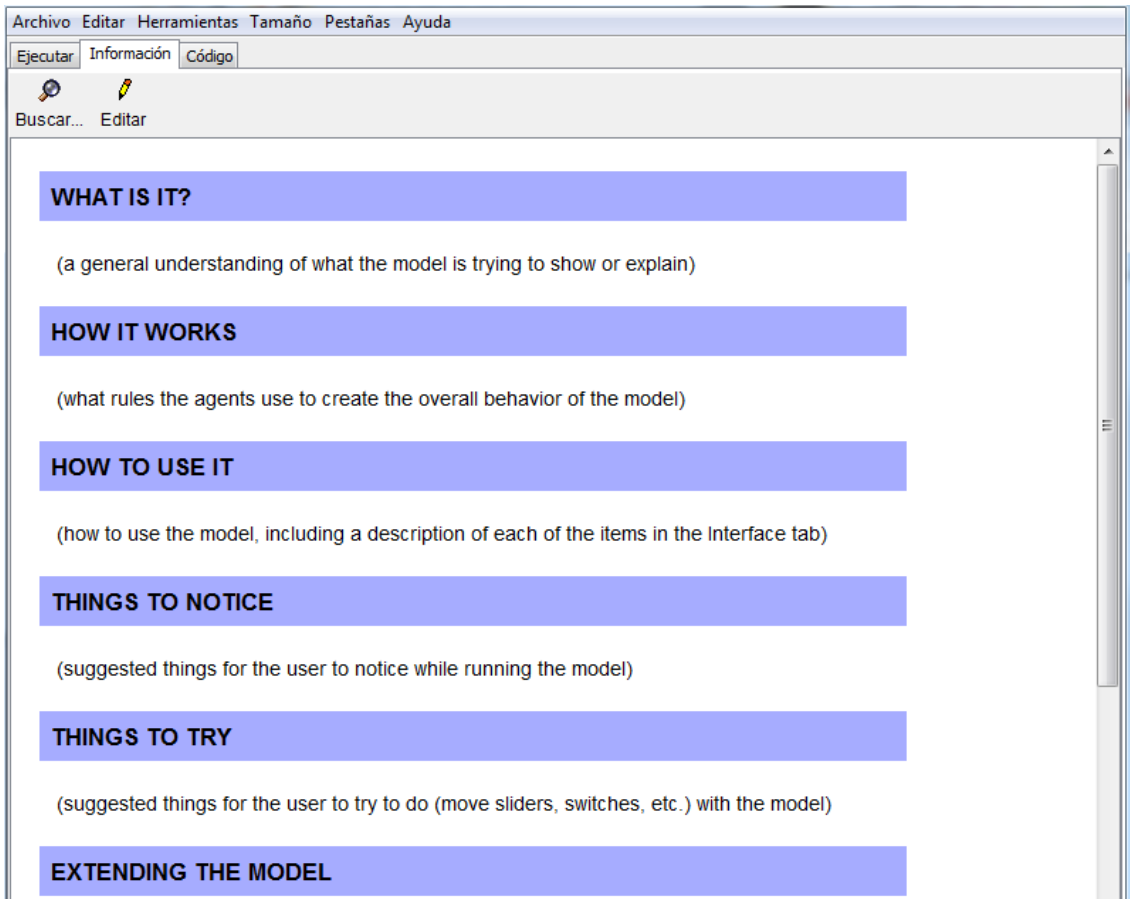 Archivo Editar Herramientas Tamaño Pestañas Ayuda
Ejecutar Información Código
Buscar... Editar
WHAT IS IT?
(a general understanding of what the model is trying to show or explain)
HOW IT WORKS
(what rules the agents use to create the overall behavior of the model)
HOW TO USE IT
(how to use the model, including a description of each of the items in the Interface tab)
THINGS TO NOTICE
(suggested things for the user to notice while running the model)
THINGS TO TRY
(suggested things for the user to try to do (move sliders, switches, etc.) with the model)
EXTENDING THE MODEL